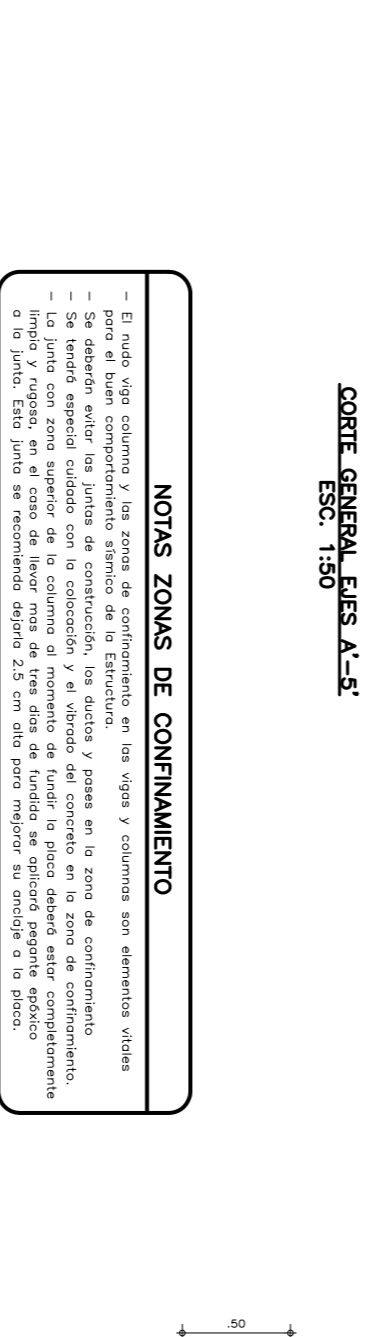 CORTE GENERAL EJES A'-5'
ESC. 1:50
NOTAS ZONAS DE CONFINAMIENTO
- El nudo viga columna y las zonas de confinamiento en las vigas y columnas son elementos vitales
para el buen comportamiento sísmico de la Estructura.
- Se deberán evitar las juntas de construcción, los ductos y pases en la zona de confinamiento
- Se tendrá especial cuidado con la colocación y el vibrado del concreto en la zona de confinamiento.
- La junta con zona superior de la columna al momento de fundir la placa deberá estar completamente
limpia y rugosa, en el caso de llevar mas de tres dias de fundida se aplicará pegante epóxico
a la junta. Esta junta se recomienda dejarla 2.5 cm alta para mejorar su anclaje a la placa.
.50